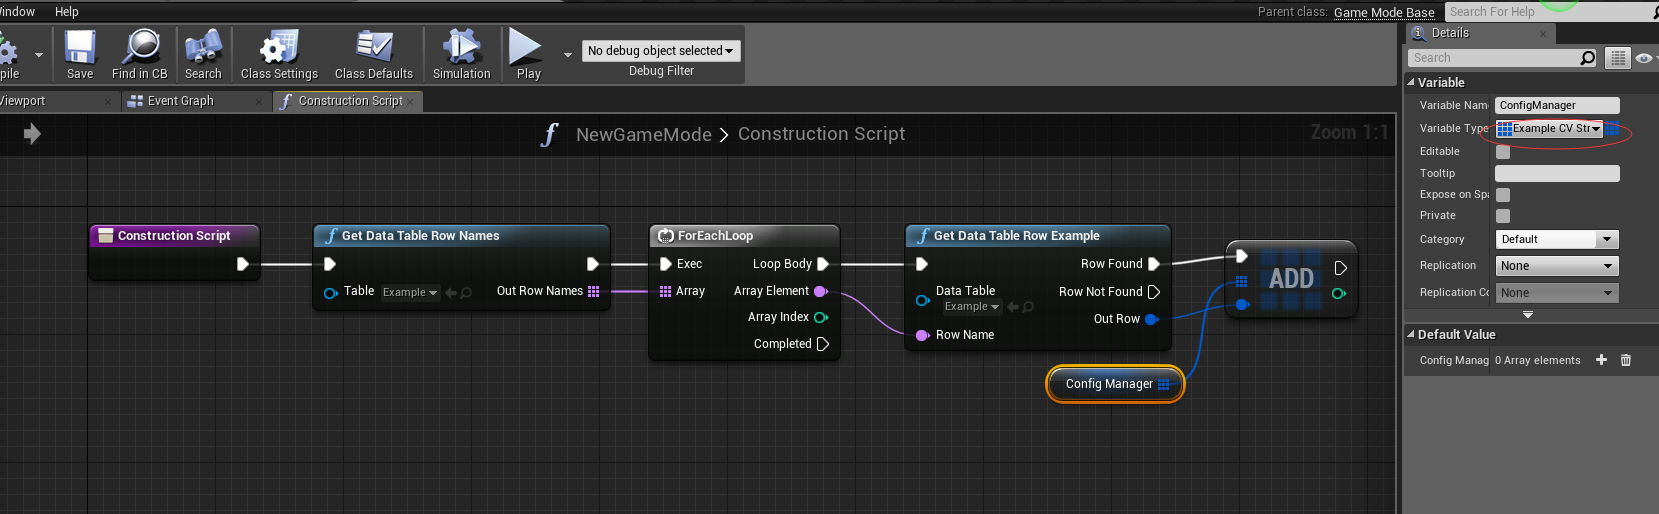 Window Help
Parent class: Game Mode Base
Search For Help
pile
Save
Find in CB
Search
Class Settings
Class Defaults
Simulation
Play
No debug object selected
Debug Filter
Details
Search
Viewport
Event Graph
Construction Script
NewGameMode > Construction Script
Zoom 1:1
Construction Script
Get Data Table Row Names
Table Example
Out Row Names
ForEachLoop
Exec
Loop Body
Array
Array Element
Array Index
Completed
Get Data Table Row Example
Row Found
Data Table
Example
Row Not Found
Out Row
Row Name
ADD
Config Manager
Variable
Variable Nam ConfigManager
Variable Type Example CV Str
Editable
Tooltip
Expose on Spa
Private
Category Default
Replication None
Replication Co None
Default Value
Config Manag 0 Array elements